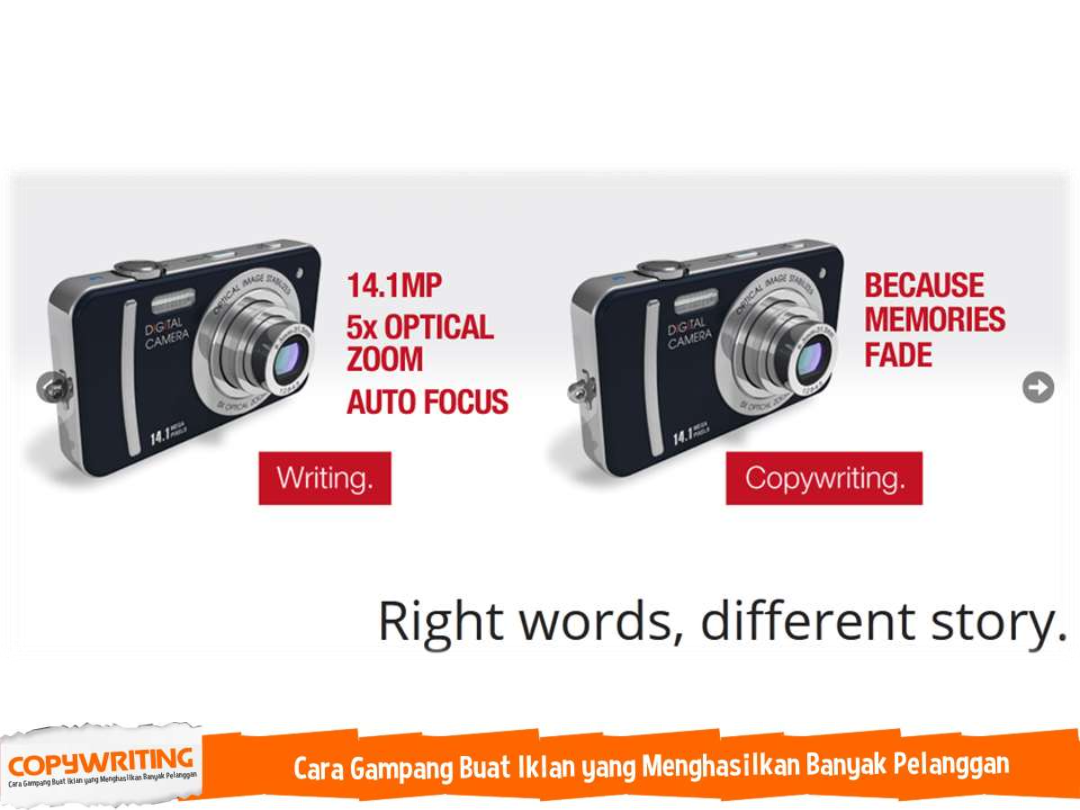 14.1MP
5x OPTICAL
ZOOM
AUTO FOCUS
Writing.
DIGITAL
CAMERA
OPTICAL IMAGE STABILIZER
5X OPTICAL ZOOM
14.1 MEGA
PIXELS
BECAUSE
MEMORIES
FADE
Copywriting.
DIGITAL
CAMERA
OPTICAL IMAGE STABILIZER
5X OPTICAL ZOOM
14.1 MEGA
PIXELS
Right words, different story.
COPYWRITING
Cara Gampang Buat Iklan yang Menghasilkan Banyak Pelanggan
Cara Gampang Buat Iklan yang Menghasilkan Banyak Pelanggan